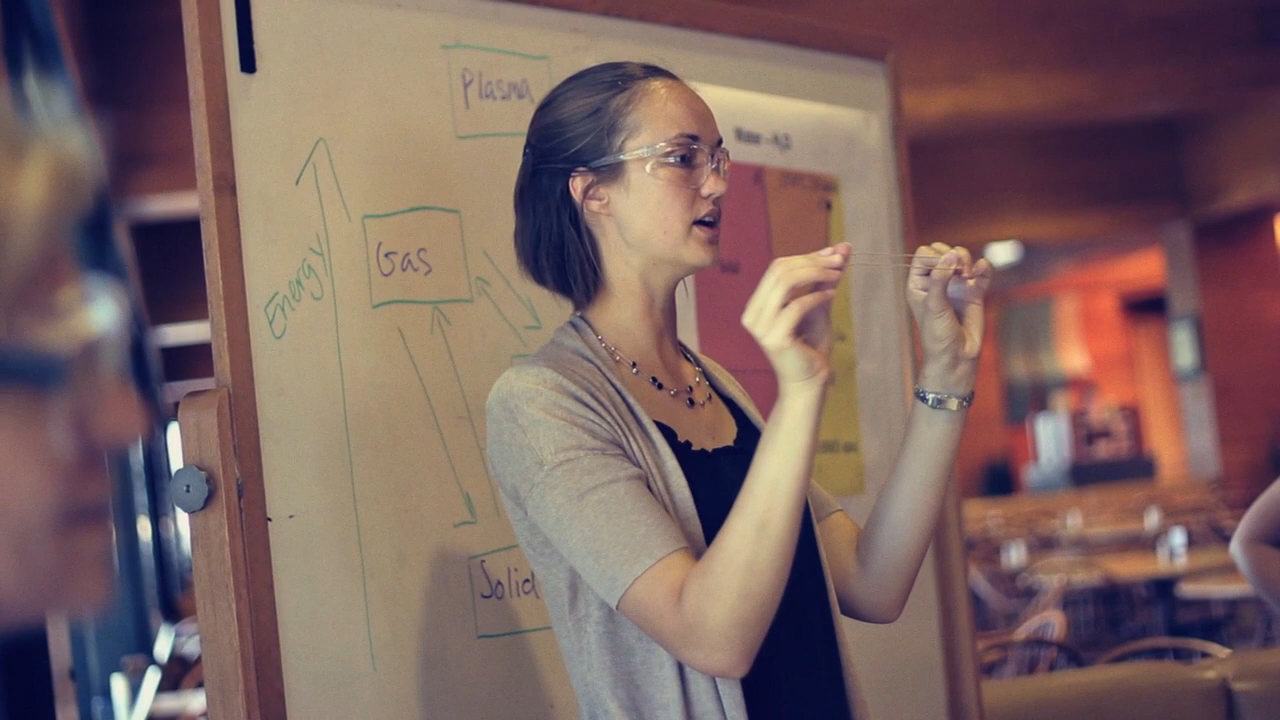 Plasma
Water - H₂O
Gas
Energy
Solid